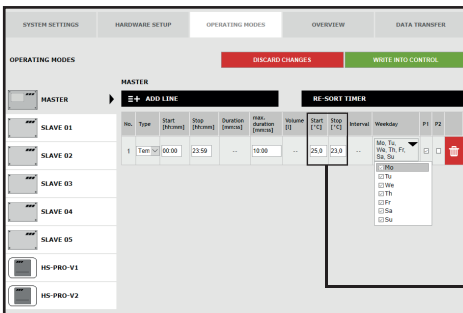 SYSTEM SETTINGS
HARDWARE SETUP
OPERATING MODES
OVERVIEW
DATA TRANSFER
OPERATING MODES
DISCARD CHANGES
WRITE INTO CONTROL
MASTER
MASTER
ADD LINE
RE-SORT TIMER
SLAVE 01
SLAVE 02
SLAVE 03
SLAVE 04
SLAVE 05
HS-PRO-V1
HS-PRO-V2
No. Type Start [hh:mm] Stop [hh:mm] Duration [mm:ss] max. duration [mm:ss] Volume [l] Start [°C] Stop [°C] Interval Weekday P1 P2
1 Tem 00:00 23:59 -- 10:00 -- 25,0 23,0 -- Mo, Tu, We, Th, Fr, Sa, Su
Mo
Tu
We
Th
Fr
Sa
Su